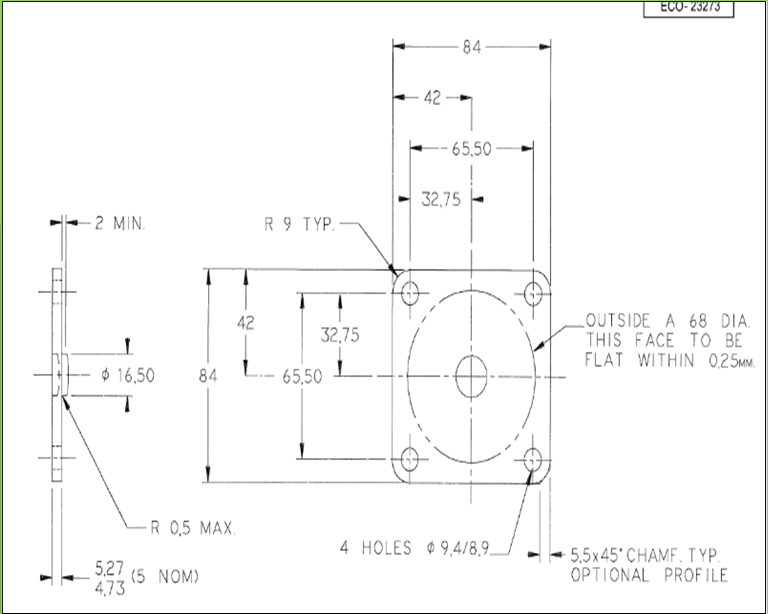 ECO-23273
84
42
65,50
32,75
2 MIN.
R 9 TYP.
42
32,75
OUTSIDE A 68 DIA.
THIS FACE TO BE
FLAT WITHIN 0,25MM.
ϕ 16,50
84
65,50
R 0,5 MAX.
4 HOLES ϕ 9,4/8,9
5,5x45° CHAMF. TYP.
OPTIONAL PROFILE
5,27
4,73
(5 NOM)